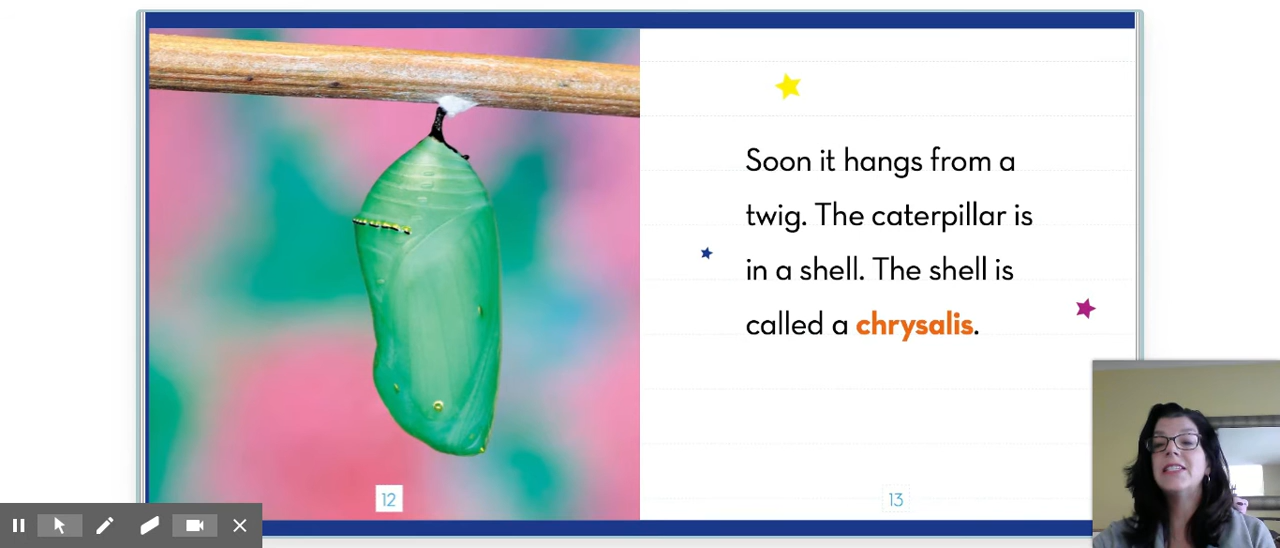 Soon it hangs from a
twig. The caterpillar is
in a shell. The shell is
called a chrysalis.
12
13